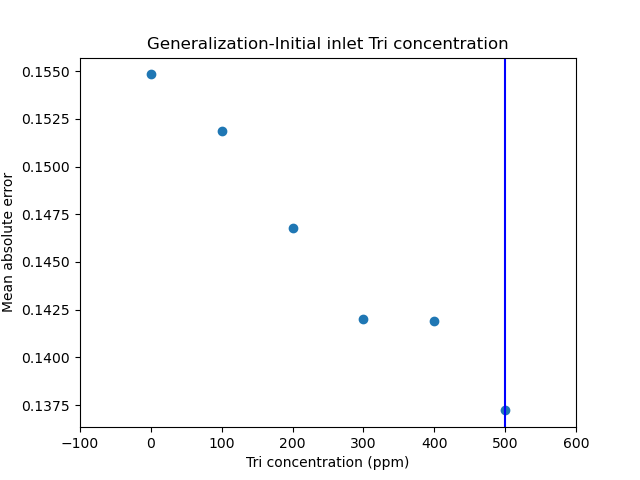 Generalization-Initial inlet Tri concentration
Mean absolute error
0.1550
0.1525
0.1500
0.1475
0.1450
0.1425
0.1400
0.1375
−100 0 100 200 300 400 500 600
Tri concentration (ppm)